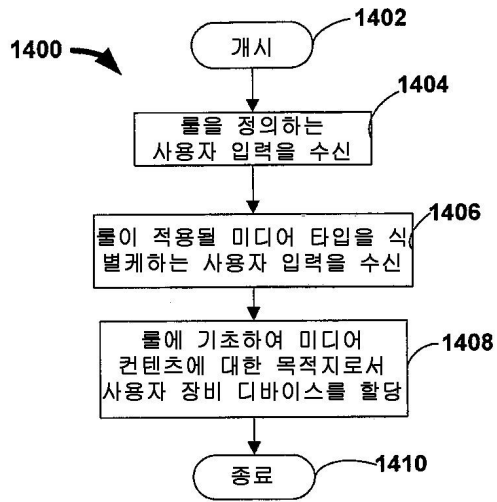 1402
개시
1400
1404
룰을 정의하는
사용자 입력을 수신
1406
룰이 적용될 미디어 타입을 식
별케하는 사용자 입력을 수신
룰에 기초하여 미디어
컨텐츠에 대한 목적지로서
사용자 장비 디바이스를 할당
1408
종료
1410